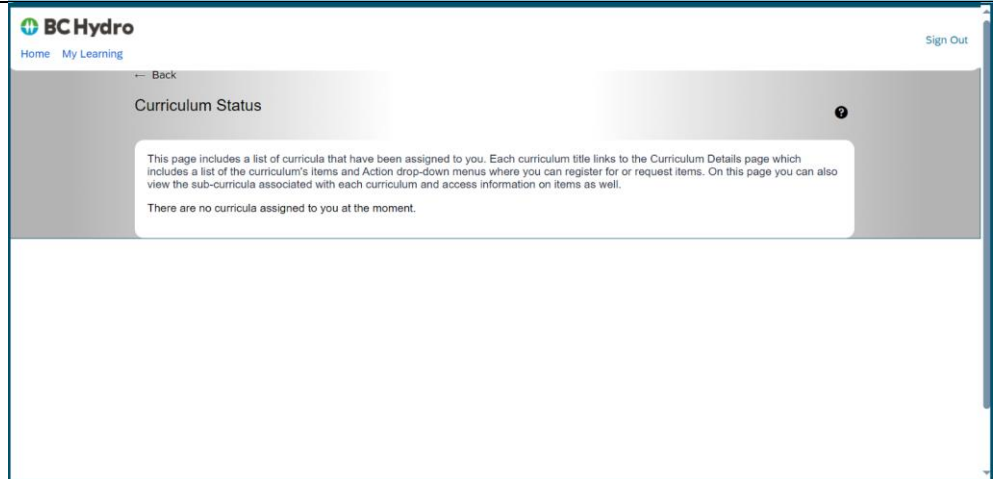 BC Hydro
Sign Out
Home My Learning
← Back
Curriculum Status
?
This page includes a list of curricula that have been assigned to you. Each curriculum title links to the Curriculum Details page which
includes a list of the curriculum's items and Action drop-down menus where you can register for or request items. On this page you can also
view the sub-curricula associated with each curriculum and access information on items as well.
There are no curricula assigned to you at the moment.